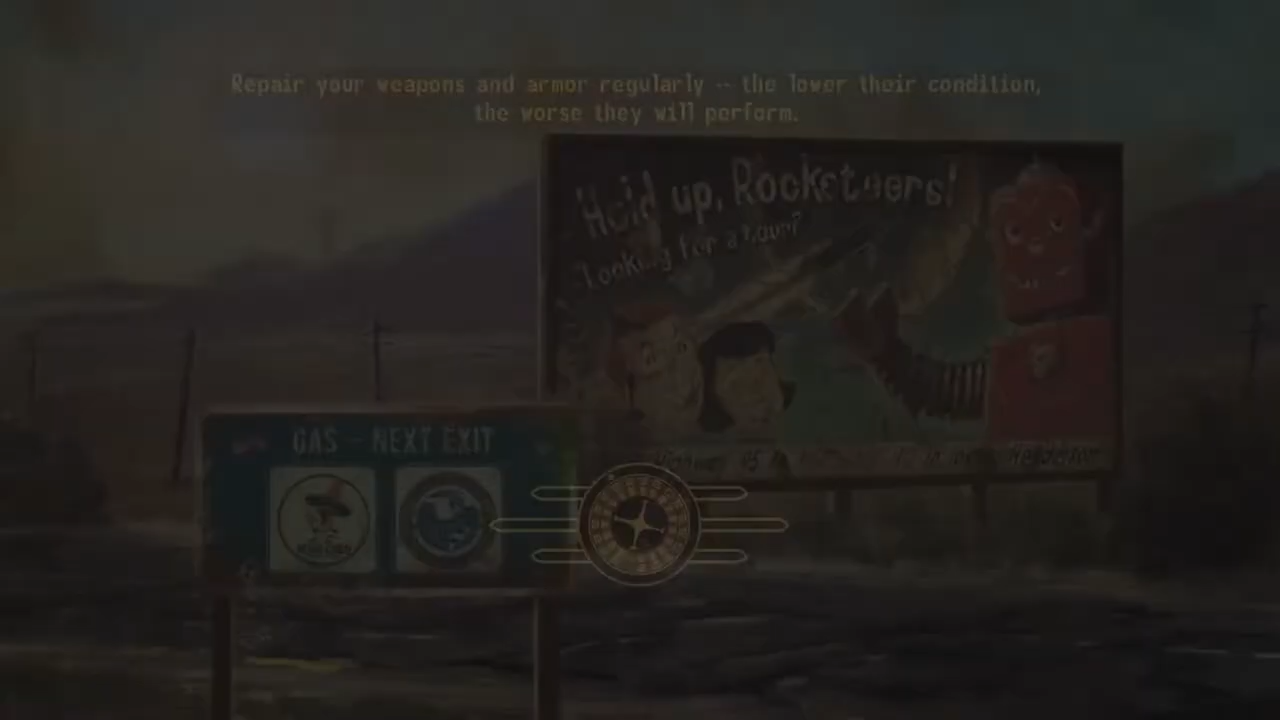 Repair your weapons and armor regularly -- the lower their condition,
the worse they will perform.
Hold up, Rocketeers!
Looking for a tour?
GAS - NEXT EXIT